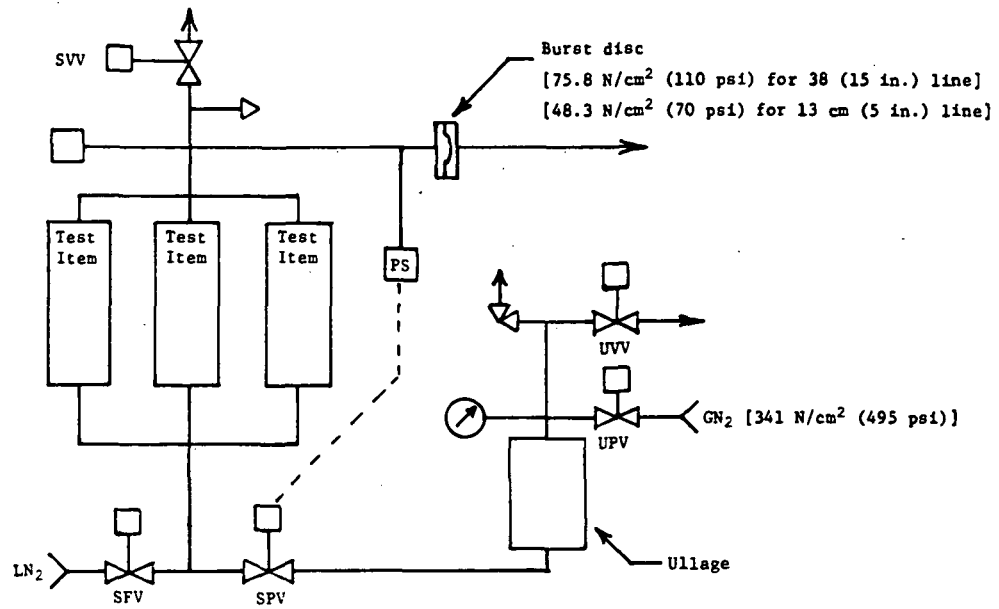 SVV
Burst disc
[75.8 N/cm² (110 psi) for 38 (15 in.) line]
[48.3 N/cm² (70 psi) for 13 cm (5 in.) line]
Test
Item
Test
Item
Test
Item
PS
UVV
GN₂ [341 N/cm² (495 psi)]
UPV
LN₂
SFV
SPV
Ullage